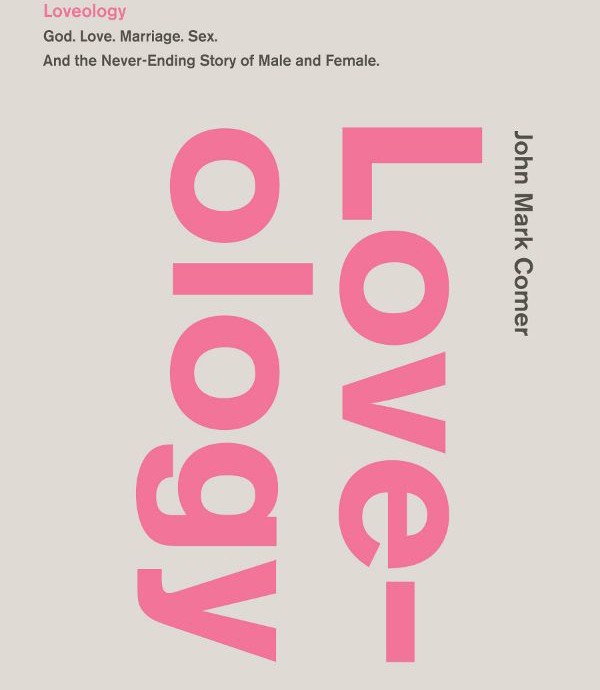 Loveology
God. Love. Marriage. Sex.
And the Never-Ending Story of Male and Female.
John Mark Comer
Love-
ology